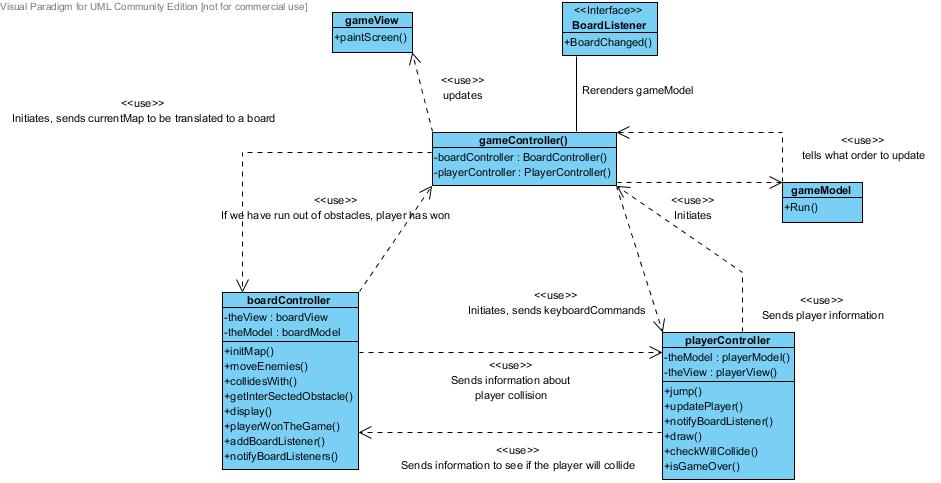 Visual Paradigm for UML Community Edition [not for commercial use]
gameView
+paintScreen()
<<Interface>>
BoardListener
+BoardChanged()
<<use>>
updates
Rerenders gameModel
<<use>>
Initiates, sends currentMap to be translated to a board
gameController()
-boardController : BoardController()
-playerController : PlayerController()
<<use>>
tells what order to update
gameModel
+Run()
<<use>>
If we have run out of obstacles, player has won
<<use>>
Initiates
boardController
-theView : boardView
-theModel : boardModel
+initMap()
+moveEnemies()
+collidesWith()
+getInterSectedObstacle()
+display()
+playerWonTheGame()
+addBoardListener()
+notifyBoardListeners()
<<use>>
Initiates, sends keyboardCommands
<<use>>
Sends player information
playerController
-theModel : playerModel()
-theView : playerView()
+jump()
+updatePlayer()
+notifyBoardListener()
+draw()
+checkWillCollide()
+isGameOver()
<<use>>
Sends information about
player collision
<<use>>
Sends information to see if the player will collide